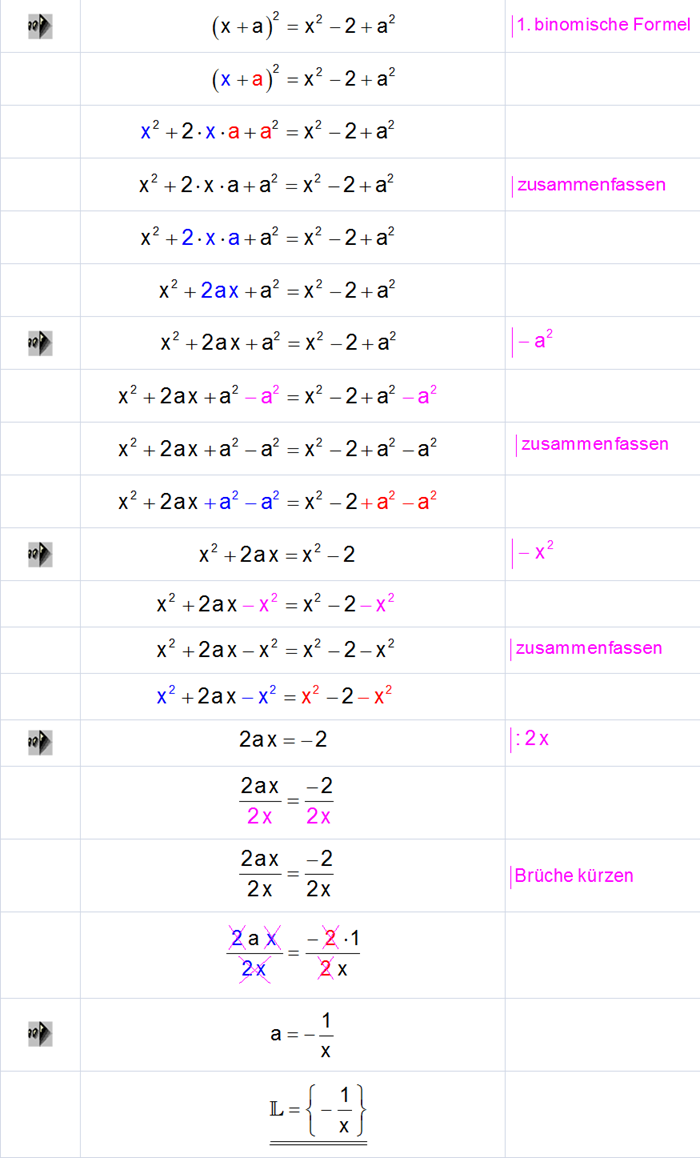 (x + a)² = x² − 2 + a² | 1. binomische Formel
(x + a)² = x² − 2 + a²
x² + 2 · x · a + a² = x² − 2 + a²
x² + 2 · x · a + a² = x² − 2 + a² | zusammenfassen
x² + 2 · x · a + a² = x² − 2 + a²
x² + 2ax + a² = x² − 2 + a²
x² + 2ax + a² = x² − 2 + a² | − a²
x² + 2ax + a² − a² = x² − 2 + a² − a²
x² + 2ax + a² − a² = x² − 2 + a² − a² | zusammenfassen
x² + 2ax + a² − a² = x² − 2 + a² − a²
x² + 2ax = x² − 2 | − x²
x² + 2ax − x² = x² − 2 − x²
x² + 2ax − x² = x² − 2 − x² | zusammenfassen
x² + 2ax − x² = x² − 2 − x²
2ax = −2 | : 2x
2ax/2x = −2/2x
2ax/2x = −2/2x | Brüche kürzen
2ax/2x = −2 · 1/2x
a = − 1/x
𝕃 = {− 1/x}